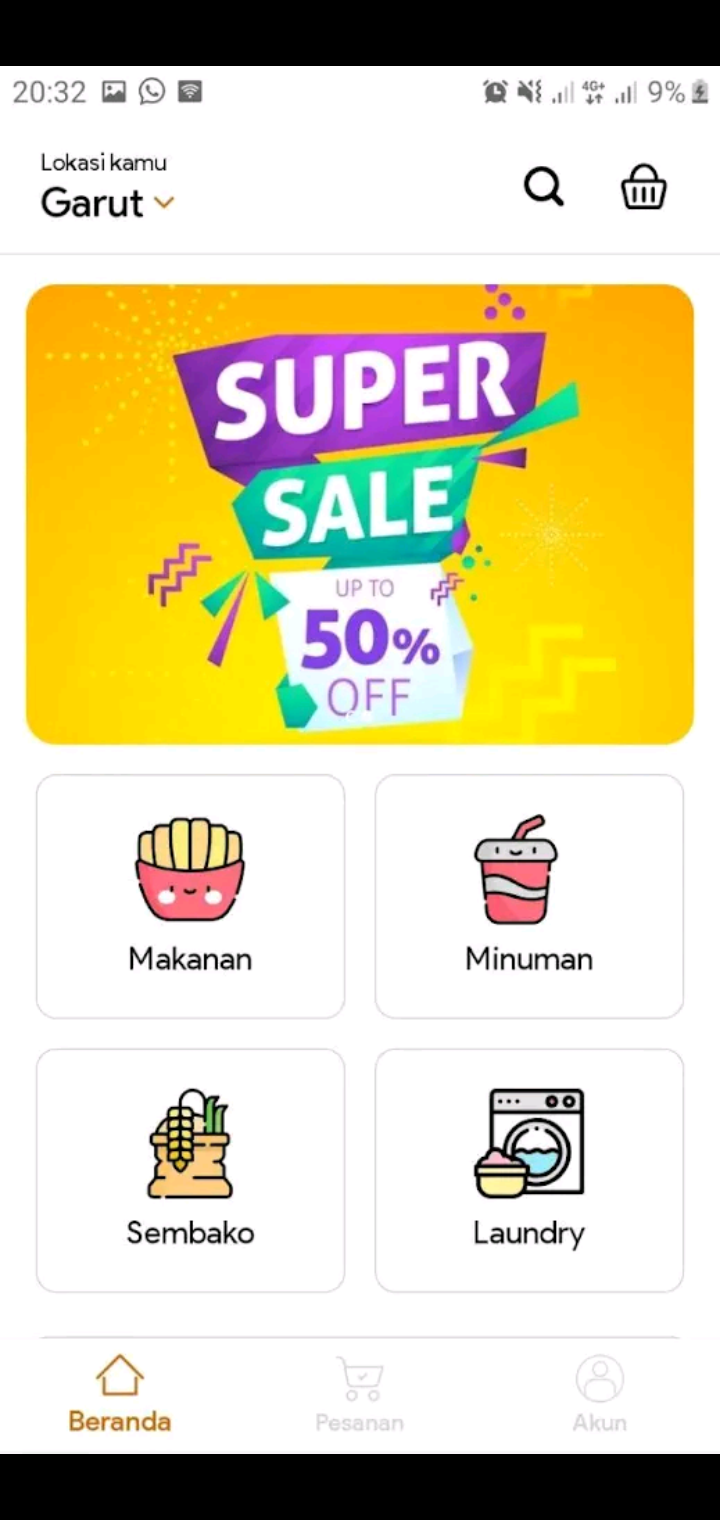 20:32 4G+ 9%
Lokasi kamu
Garut
SUPER
SALE
UP TO
50%
OFF
Makanan Minuman
Sembako Laundry
Beranda Pesanan Akun